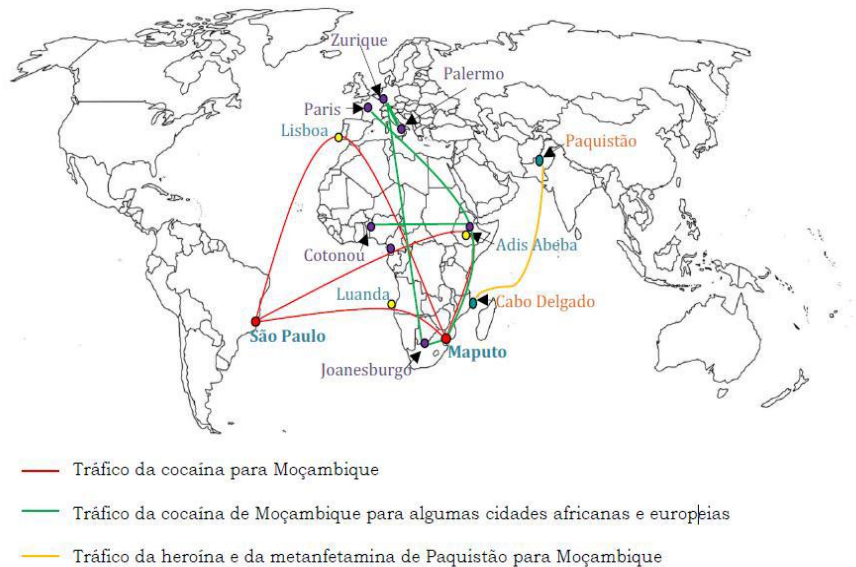 Zurique
Palermo
Paris
Lisboa
Paquistão
Cotonou
Adis Abeba
Luanda
Cabo Delgado
São Paulo
Maputo
Joanesburgo
Tráfico da cocaína para Moçambique
Tráfico da cocaína de Moçambique para algumas cidades africanas e europeias
Tráfico da heroína e da metanfetamina de Paquistão para Moçambique